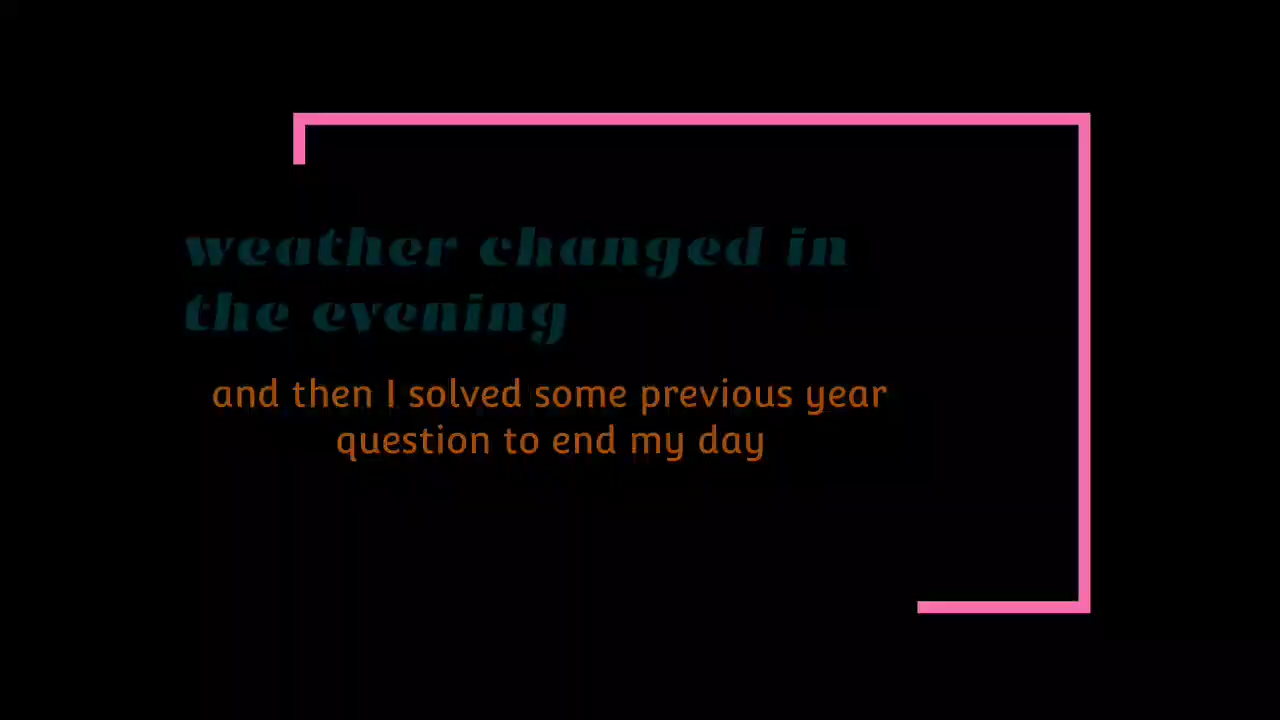 weather changed in
the evening
and then I solved some previous year
question to end my day